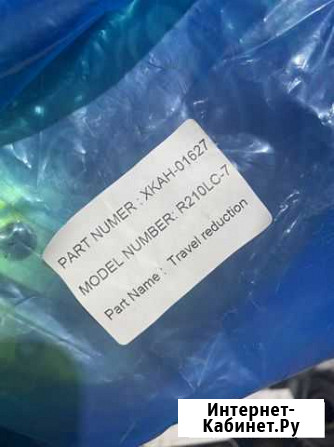 PART NUMER : XKAH-01627
MODEL NUMBER: R210LC-7
Part Name : Travel reduction
Интернет-
Кабинет.Ру